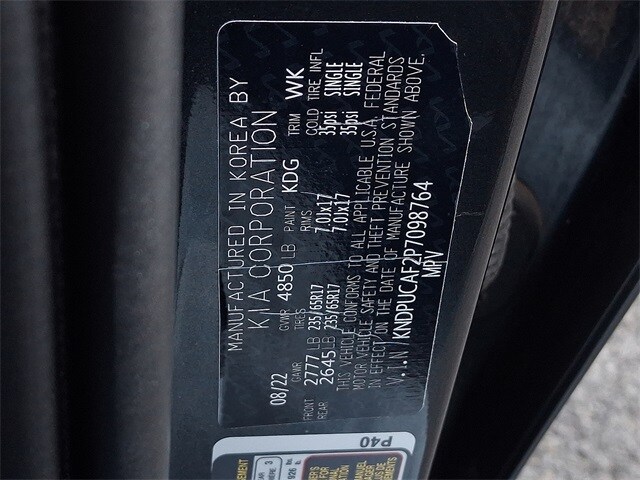 MANUFACTURED IN KOREA BY
KIA CORPORATION
08/22 GVWR 4850 LB PAINT KDG TRIM WK
GAWR TIRES RIMS COLD TIRE INFL
FRONT 2777 LB 235/65R17 7.0Jx17 35psi SINGLE
REAR 2645 LB 235/65R17 7.0Jx17 35psi SINGLE
THIS VEHICLE CONFORMS TO ALL APPLICABLE U.S.A. FEDERAL
MOTOR VEHICLE SAFETY AND THEFT PREVENTION STANDARDS
IN EFFECT ON THE DATE OF MANUFACTURE SHOWN ABOVE.
V.I.N KNDPUCAF2P7098764
MPV
P40